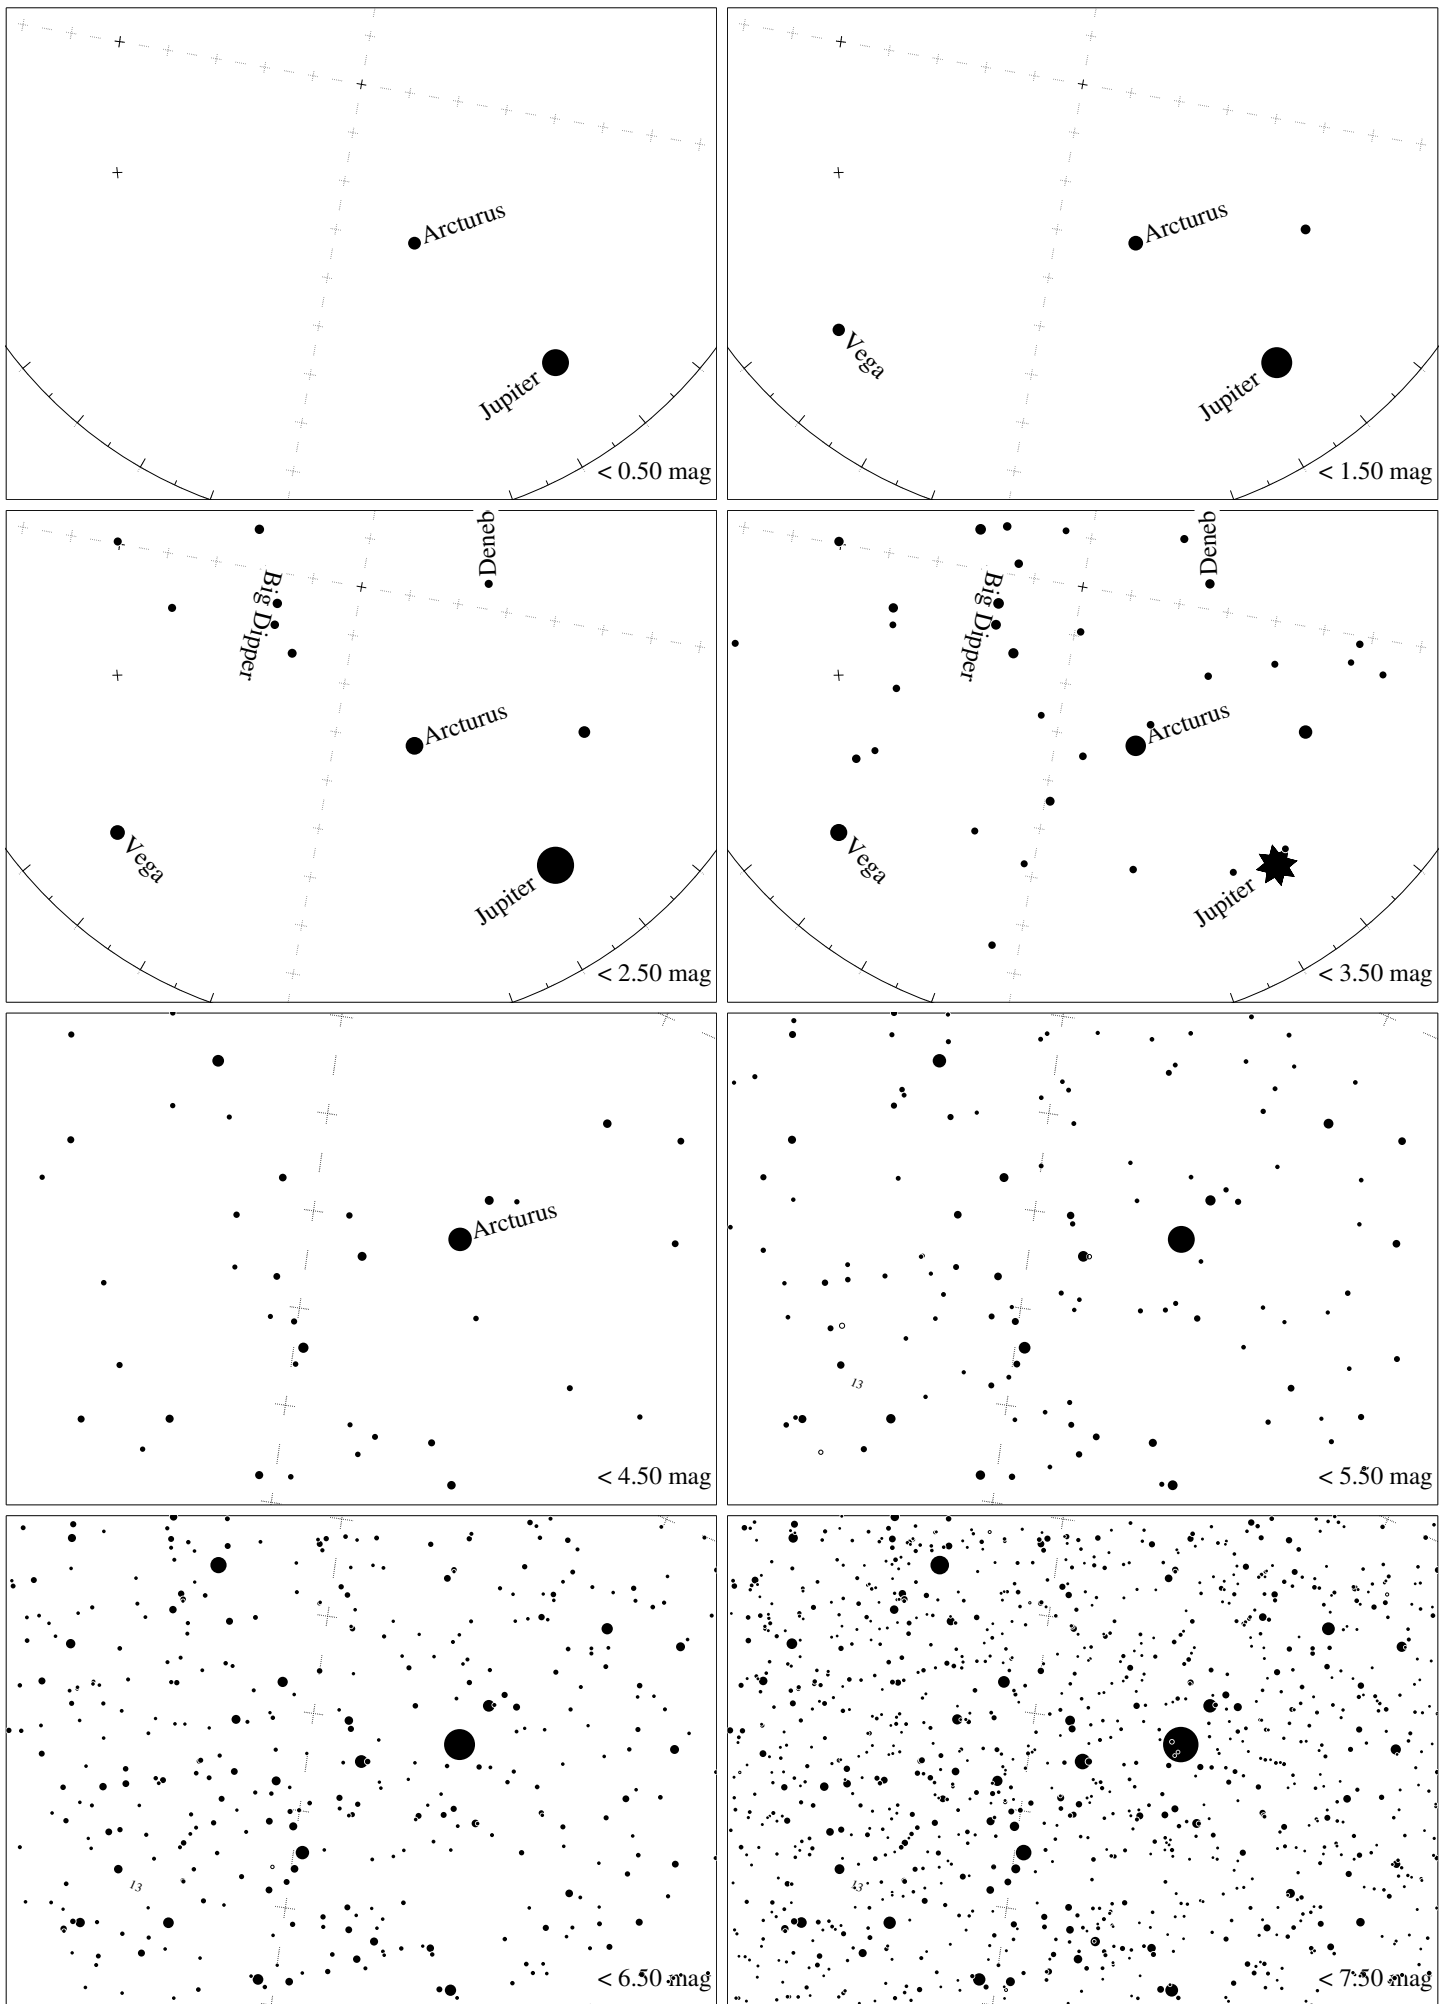 Arcturus
Jupiter
< 0.50 mag
Arcturus
Vega
Jupiter
< 1.50 mag
Deneb
Big Dipper
Arcturus
Vega
Jupiter
< 2.50 mag
Deneb
Big Dipper
Arcturus
Vega
Jupiter
< 3.50 mag
Arcturus
< 4.50 mag
13
< 5.50 mag
13
< 6.50 mag
13
< 7.50 mag